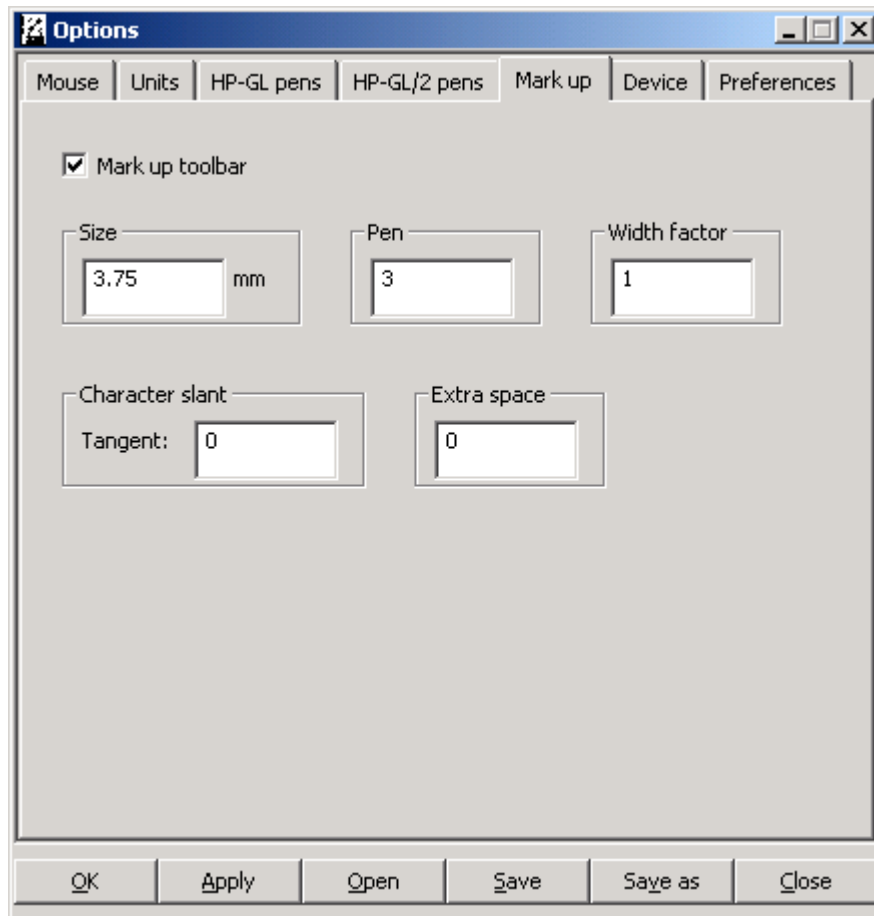 Options
Mouse Units HP-GL pens HP-GL/2 pens Mark up Device Preferences
Mark up toolbar
Size Pen Width factor
3.75 mm 3 1
Character slant Extra space
Tangent: 0 0
OK Apply Open Save Save as Close